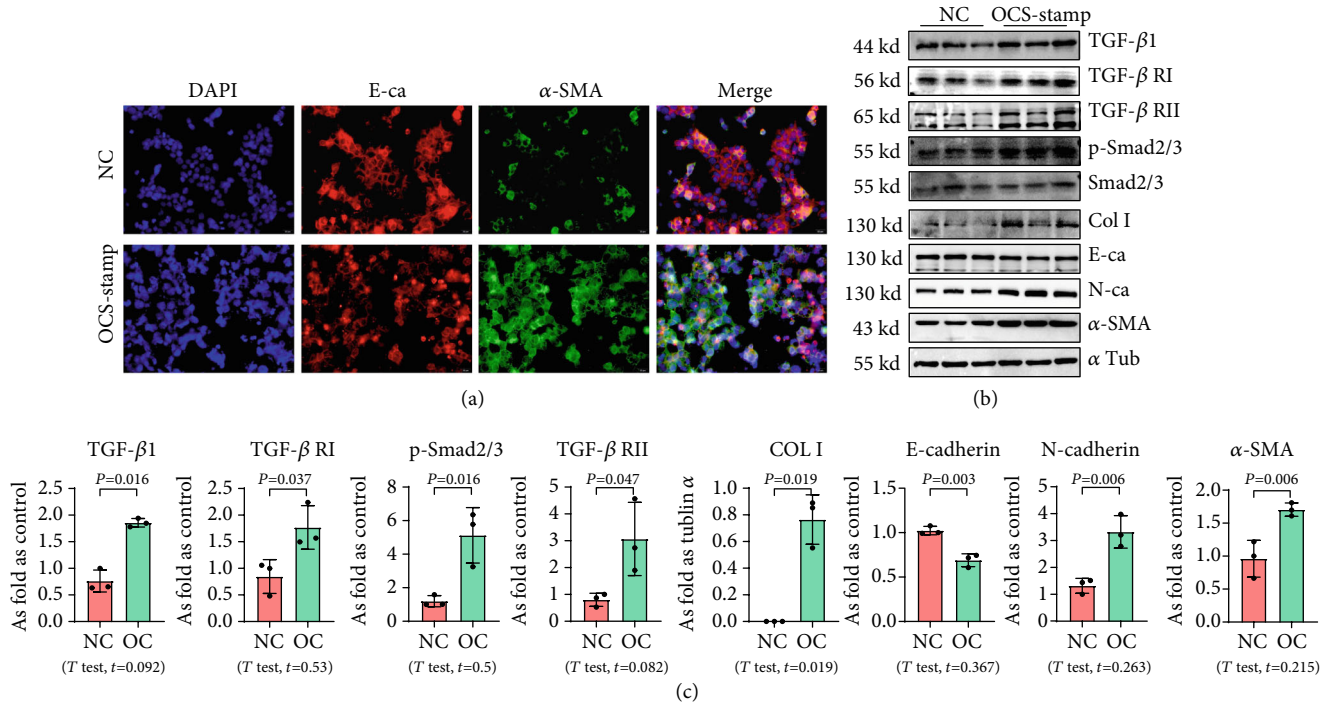 DAPI E-ca α-SMA Merge
NC
OCS-stamp
(a)
NC OCS-stamp
44 kd TGF-β1
56 kd TGF-β RI
65 kd TGF-β RII
55 kd p-Smad2/3
55 kd Smad2/3
130 kd Col I
130 kd E-ca
130 kd N-ca
43 kd α-SMA
55 kd α Tub
(b)
TGF-β1
P=0.016
As fold as control
2.5
2.0
1.5
1.0
0.5
0.0
NC OC
(T test, t=0.092)
TGF-β RI
P=0.037
As fold as control
2.5
2.0
1.5
1.0
0.5
0.0
NC OC
(T test, t=0.53)
p-Smad2/3
P=0.016
As fold as control
8
6
4
2
0
NC OC
(T test, t=0.5)
TGF-β RII
P=0.047
As fold as control
5
4
3
2
1
0
NC OC
(T test, t=0.082)
COL I
P=0.019
As fold as tublin α
1.0
0.8
0.6
0.4
0.2
0.0
NC OC
(T test, t=0.019)
E-cadherin
P=0.003
As fold as control
1.5
1.0
0.5
0.0
NC OC
(T test, t=0.367)
N-cadherin
P=0.006
As fold as control
5
4
3
2
1
0
NC OC
(T test, t=0.263)
α-SMA
P=0.006
As fold as control
2.0
1.5
1.0
0.5
0.0
NC OC
(T test, t=0.215)
(c)